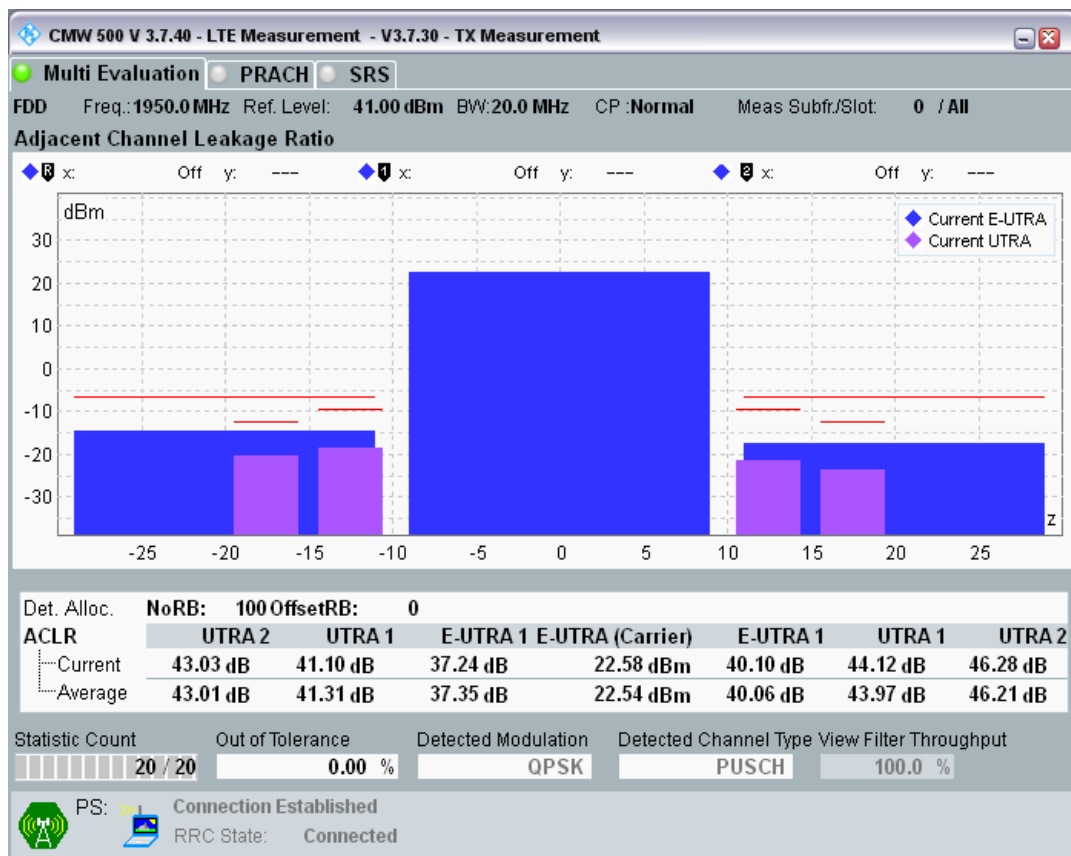 CMW 500 V 3.7.40 - LTE Measurement - V3.7.30 - TX Measurement
Multi Evaluation PRACH SRS
FDD Freq.:1950.0 MHz Ref. Level: 41.00 dBm BW:20.0 MHz CP :Normal Meas Subfr./Slot: 0 / All
Adjacent Channel Leakage Ratio
R x: Off y: --- 1 x: Off y: --- 2 x: Off y: ---
dBm
Current E-UTRA
Current UTRA
30
20
10
0
-10
-20
-30
z
-25 -20 -15 -10 -5 0 5 10 15 20 25
Det. Alloc. NoRB: 100 OffsetRB: 0
ACLR UTRA 2 UTRA 1 E-UTRA 1 E-UTRA (Carrier) E-UTRA 1 UTRA 1 UTRA 2
Current 43.03 dB 41.10 dB 37.24 dB 22.58 dBm 40.10 dB 44.12 dB 46.28 dB
Average 43.01 dB 41.31 dB 37.35 dB 22.54 dBm 40.06 dB 43.97 dB 46.21 dB
Statistic Count Out of Tolerance Detected Modulation Detected Channel Type View Filter Throughput
20 / 20 0.00 % QPSK PUSCH 100.0 %
PS: Connection Established
RRC State: Connected